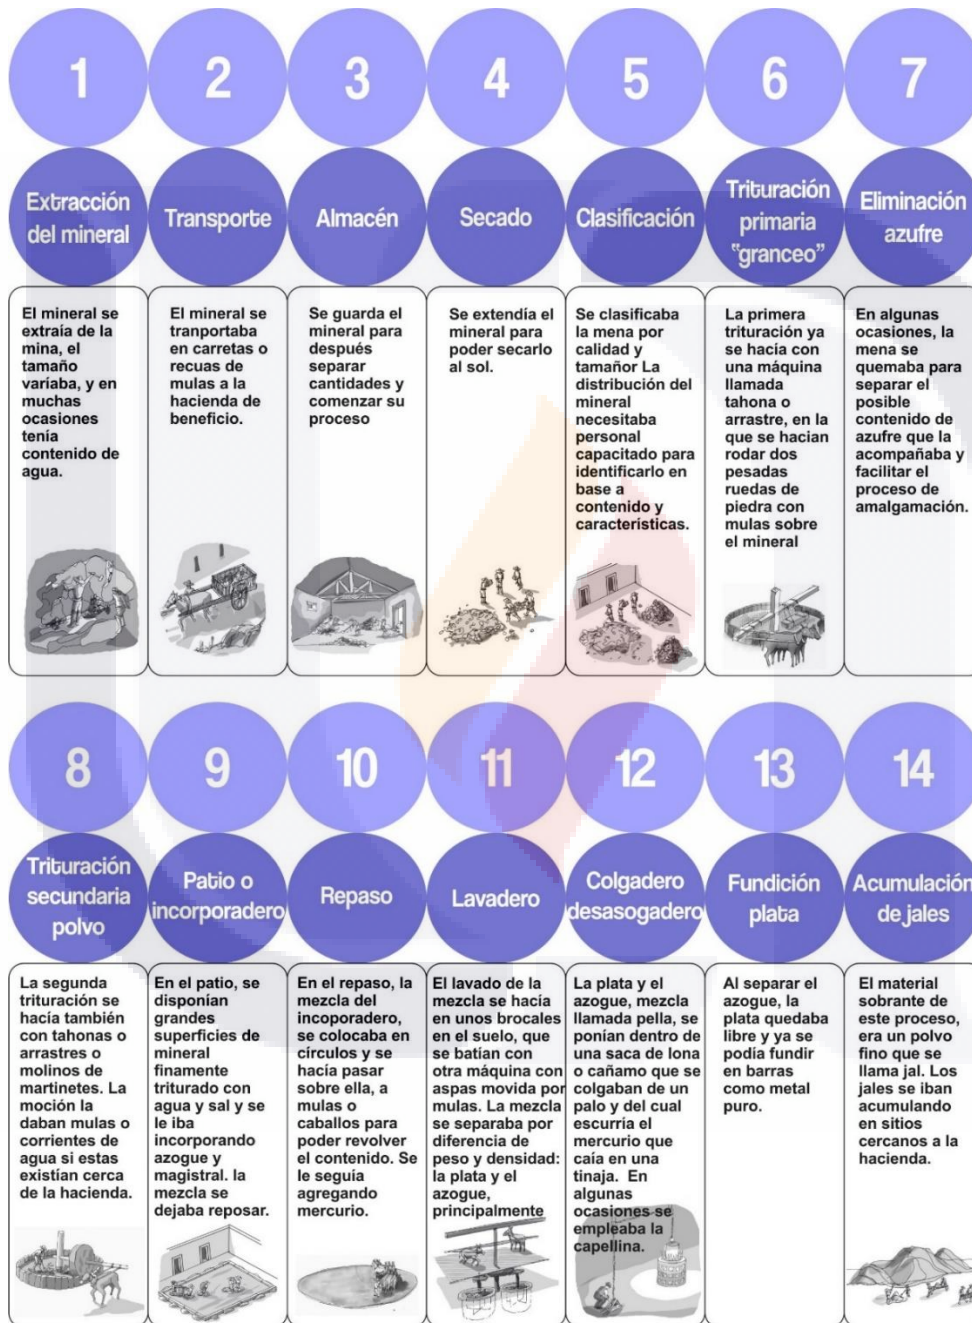 1
2
3
4
5
6
7
Extracción
del mineral
Transporte
Almacén
Secado
Clasificación
Trituración
primaria
"granceo"
Eliminación
azufre
El mineral se
extraía de la
mina, el
tamaño
variaba, y en
muchas
ocasiones
tenía
contenido de
agua.
El mineral se
tranportaba
en carretas o
recuas de
mulas a la
hacienda de
beneficio.
Se guarda el
mineral para
después
separar
cantidades y
comenzar su
proceso
Se extendía el
mineral para
poder secarlo
al sol.
Se clasificaba
la mena por
calidad y
tamañor La
distribución del
mineral
necesitaba
personal
capacitado para
identificarlo en
base a
contenido y
características.
La primera
trituración ya
se hacía con
una máquina
llamada
tahona o
arrastre, en la
que se hacian
rodar dos
pesadas
ruedas de
piedra con
mulas sobre
el mineral
En algunas
ocasiones, la
mena se
quemaba para
separar el
posible
contenido de
azufre que la
acompañaba y
facilitar el
proceso de
amalgamación.
8
9
10
11
12
13
14
Trituración
secundaria
polvo
Patio o
incorporadero
Repaso
Lavadero
Colgadero
desasogadero
Fundición
plata
Acumulación
de jales
La segunda
trituración se
hacía también
con tahonas o
arrastres o
molinos de
martinetes. La
moción la
daban mulas o
corrientes de
agua si estas
existían cerca
de la hacienda.
En el patio, se
disponían
grandes
superficies de
mineral
finamente
triturado con
agua y sal y se
le iba
incorporando
azogue y
magistral. la
mezcla se
dejaba reposar.
En el repaso, la
mezcla del
incoporadero,
se colocaba en
círculos y se
hacía pasar
sobre ella, a
mulas o
caballos para
poder revolver
el contenido. Se
le seguía
agregando
mercurio.
El lavado de la
mezcla se hacía
en unos brocales
en el suelo, que
se batían con
otra máquina con
aspas movida por
mulas. La mezcla
se separaba por
diferencia de
peso y densidad:
la plata y el
azogue,
principalmente
La plata y el
azogue, mezcla
llamada pella, se
ponían dentro de
una saca de lona
o cañamo que se
colgaban de un
palo y del cual
escurría el
mercurio que
caía en una
tinaja. En
algunas
ocasiones se
empleaba la
capellina.
Al separar el
azogue, la
plata quedaba
libre y ya se
podía fundir
en barras
como metal
puro.
El material
sobrante de
este proceso,
era un polvo
fino que se
llama jal. Los
jales se iban
acumulando
en sitios
cercanos a la
hacienda.